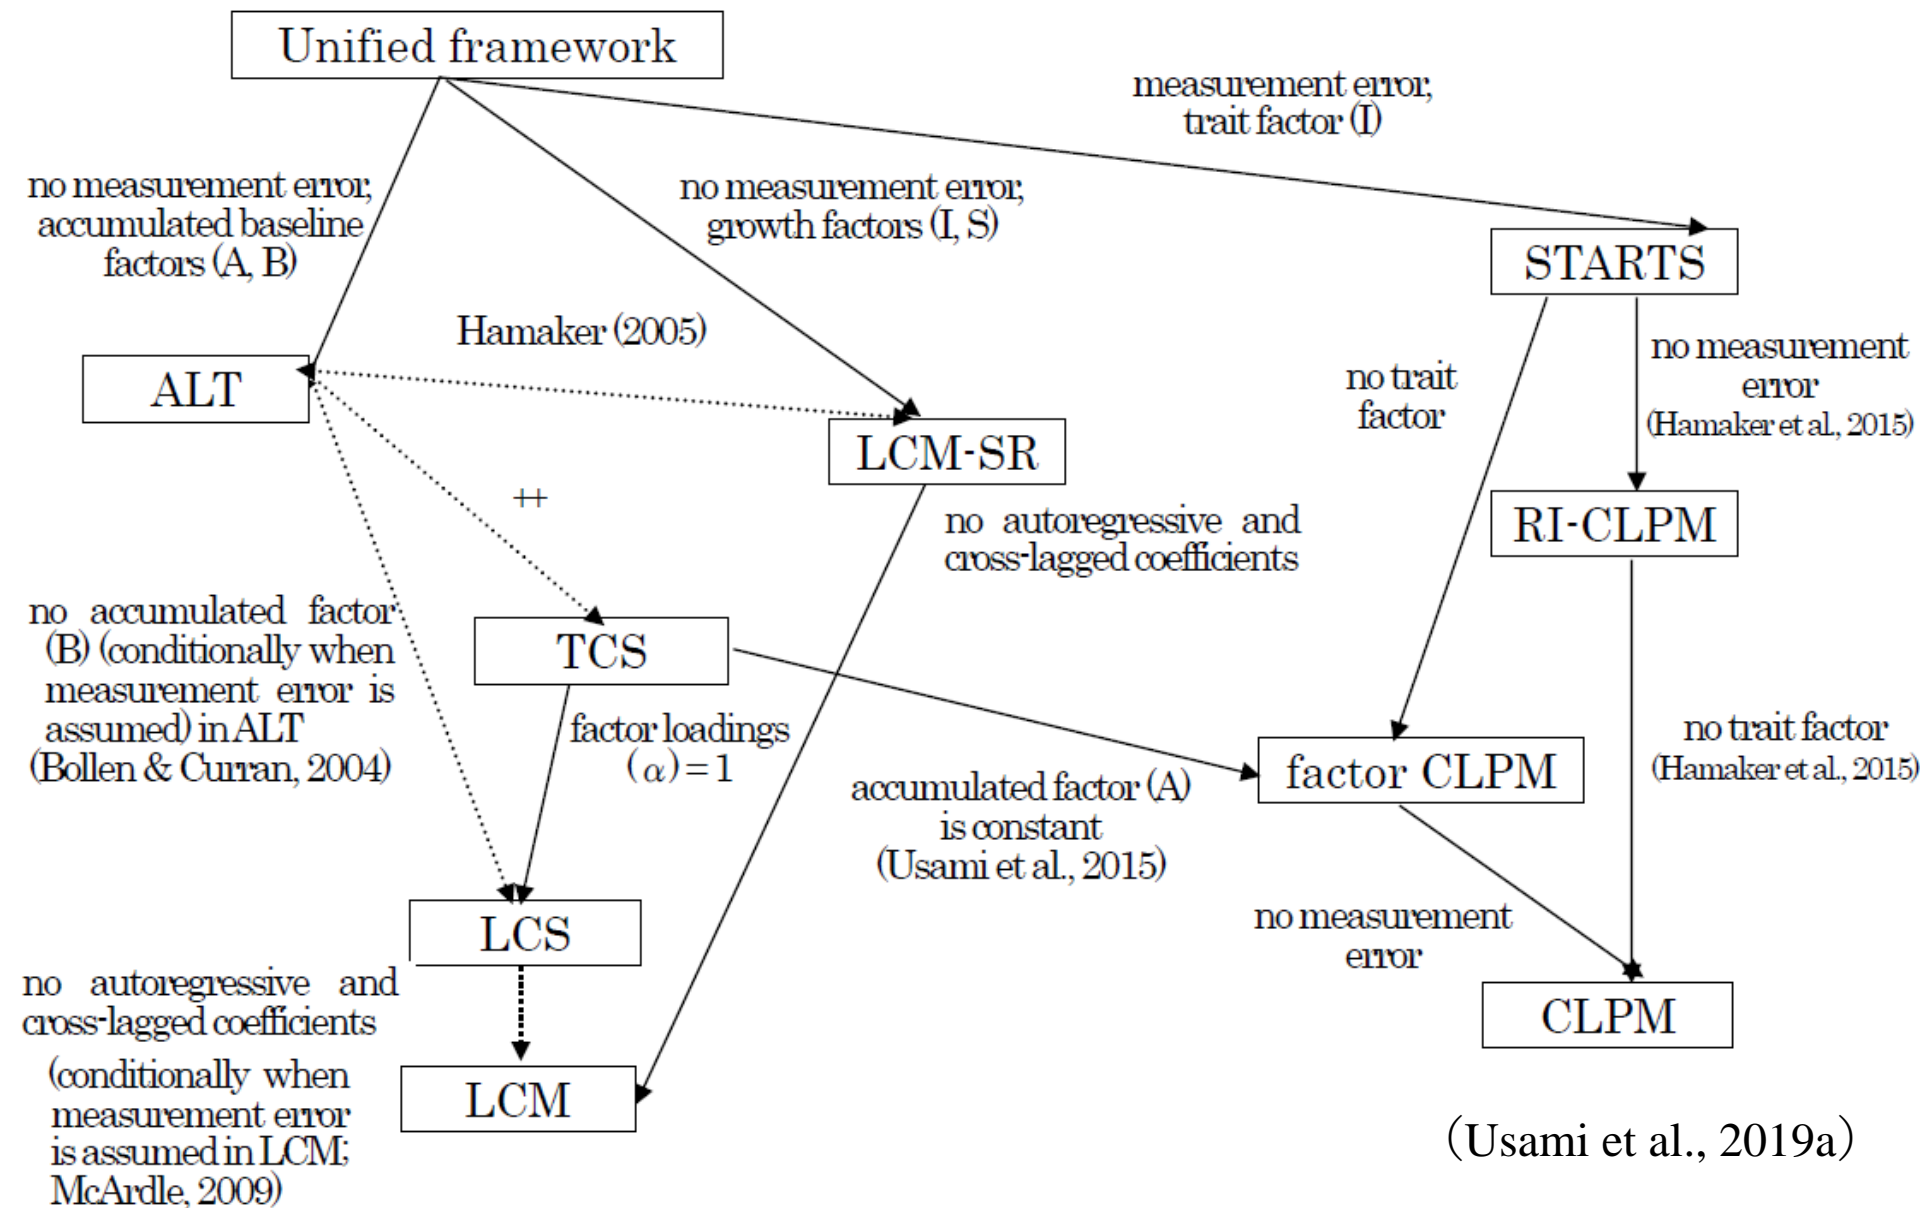 Unified framework
measurement error,
trait factor (I)
no measurement error,
accumulated baseline
factors (A, B)
no measurement error,
growth factors (I, S)
STARTS
Hamaker (2005)
ALT
LCM-SR
no trait
factor
no measurement
error
(Hamaker et al., 2015)
++
no autoregressive and
cross-lagged coefficients
RI-CLPM
no accumulated factor
(B) (conditionally when
measurement error is
assumed) in ALT
(Bollen & Curran, 2004)
TCS
factor loadings
(α) = 1
accumulated factor (A)
is constant
(Usami et al., 2015)
factor CLPM
no trait factor
(Hamaker et al., 2015)
LCS
no measurement
error
no autoregressive and
cross-lagged coefficients
(conditionally when
measurement error
is assumed in LCM;
McArdle, 2009)
LCM
CLPM
（Usami et al., 2019a）